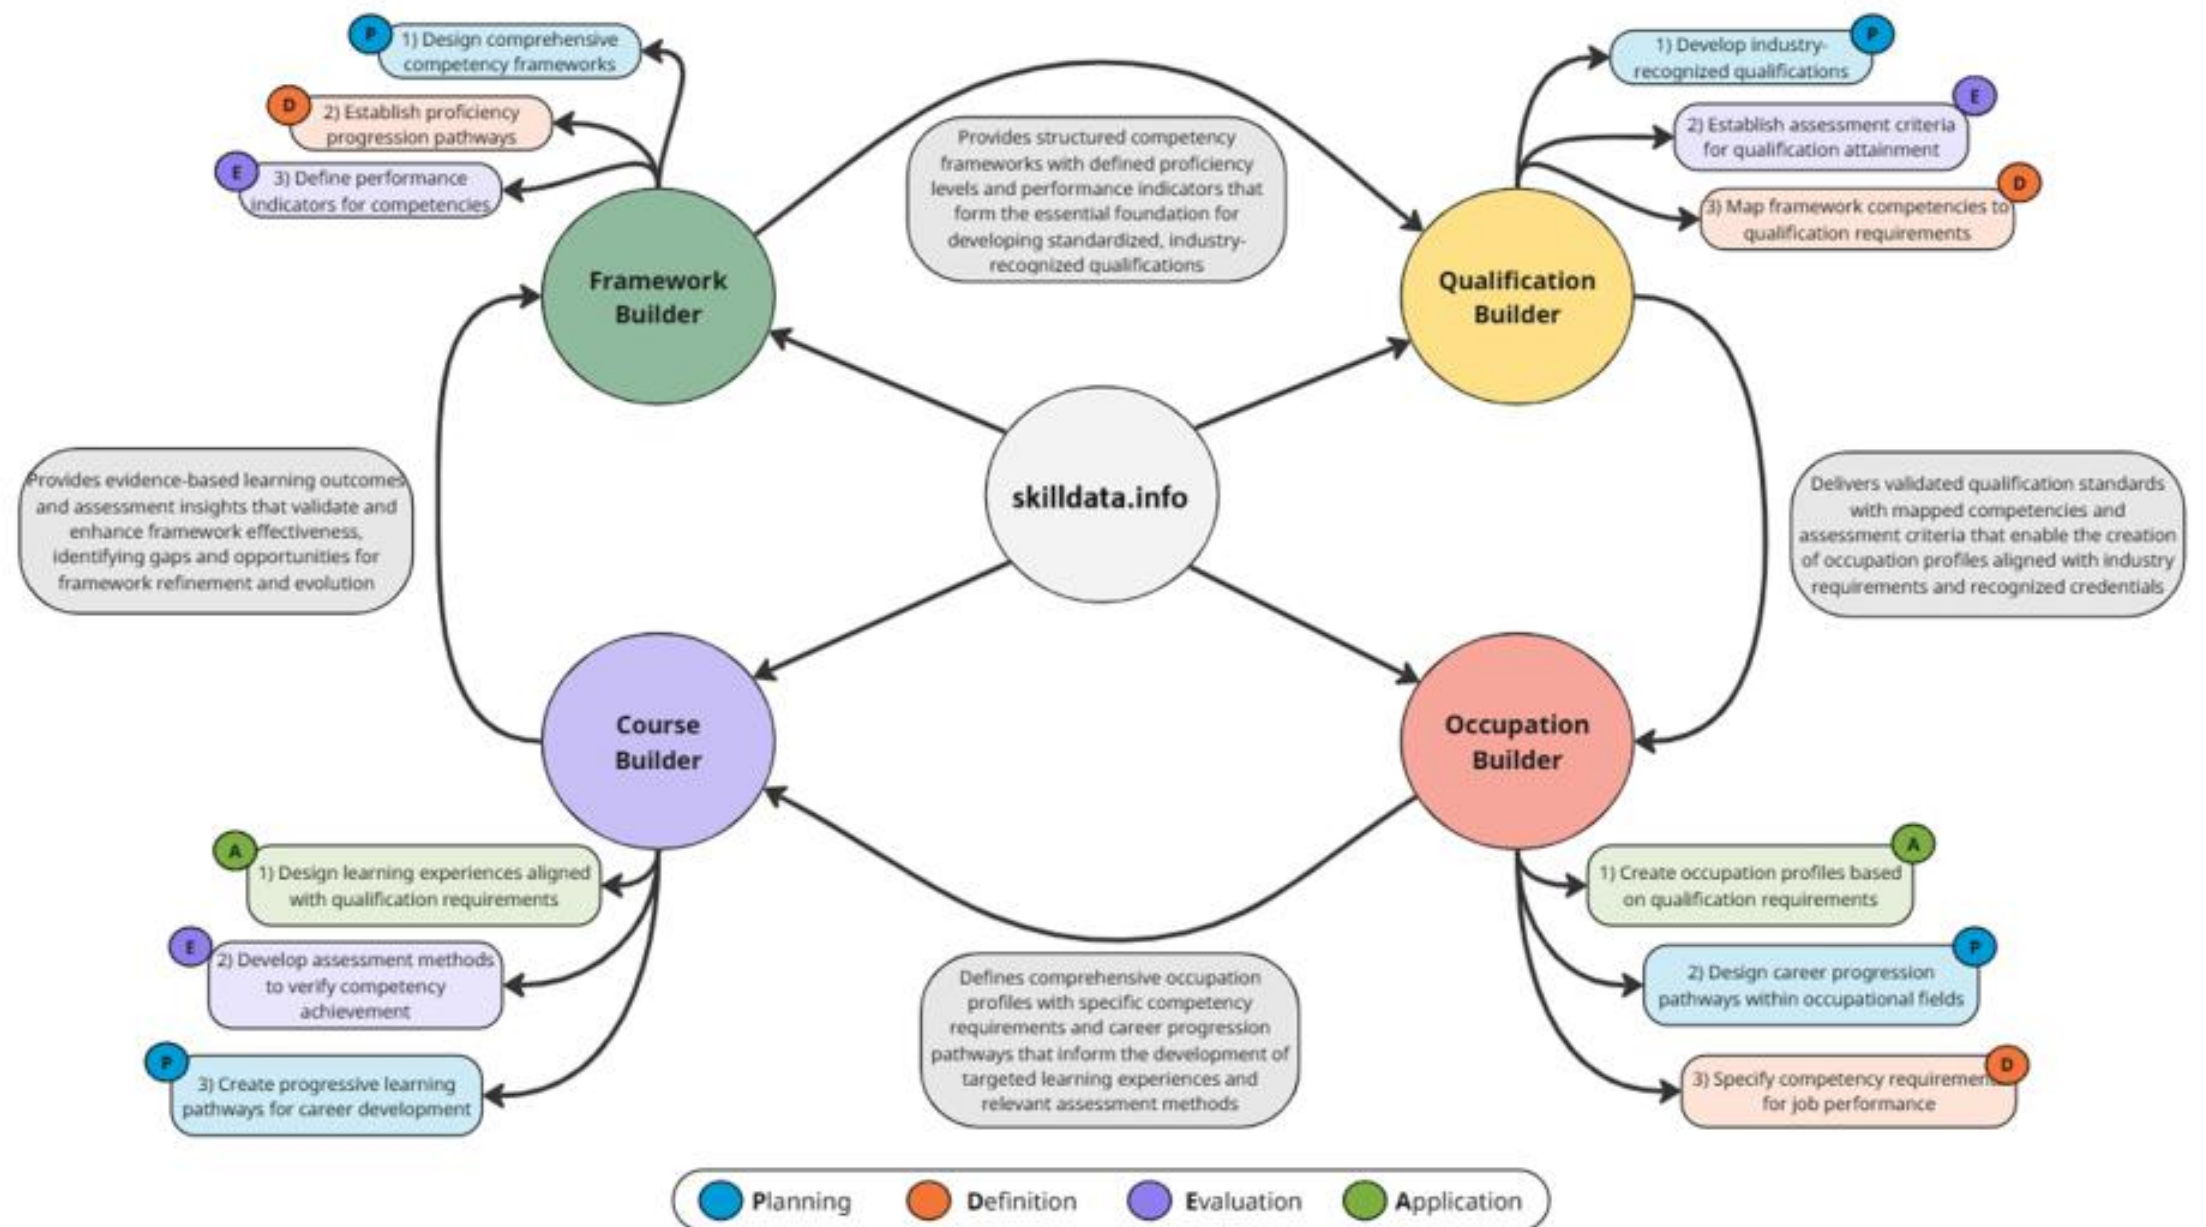 P
1) Design comprehensive
competency frameworks
D
2) Establish proficiency
progression pathways
E
3) Define performance
indicators for competencies
P
1) Develop industry-
recognized qualifications
E
2) Establish assessment criteria
for qualification attainment
D
3) Map framework competencies to
qualification requirements
Provides structured competency
frameworks with defined proficiency
levels and performance indicators that
form the essential foundation for
developing standardized, industry-
recognized qualifications
Framework
Builder
Qualification
Builder
skilldata.info
Provides evidence-based learning outcomes
and assessment insights that validate and
enhance framework effectiveness,
identifying gaps and opportunities for
framework refinement and evolution
Delivers validated qualification standards
with mapped competencies and
assessment criteria that enable the creation
of occupation profiles aligned with industry
requirements and recognized credentials
Course
Builder
Occupation
Builder
A
1) Design learning experiences aligned
with qualification requirements
E
2) Develop assessment methods
to verify competency
achievement
P
3) Create progressive learning
pathways for career development
Defines comprehensive occupation
profiles with specific competency
requirements and career progression
pathways that inform the development of
targeted learning experiences and
relevant assessment methods
A
1) Create occupation profiles based
on qualification requirements
P
2) Design career progression
pathways within occupational fields
D
3) Specify competency requirements
for job performance
Planning
Definition
Evaluation
Application